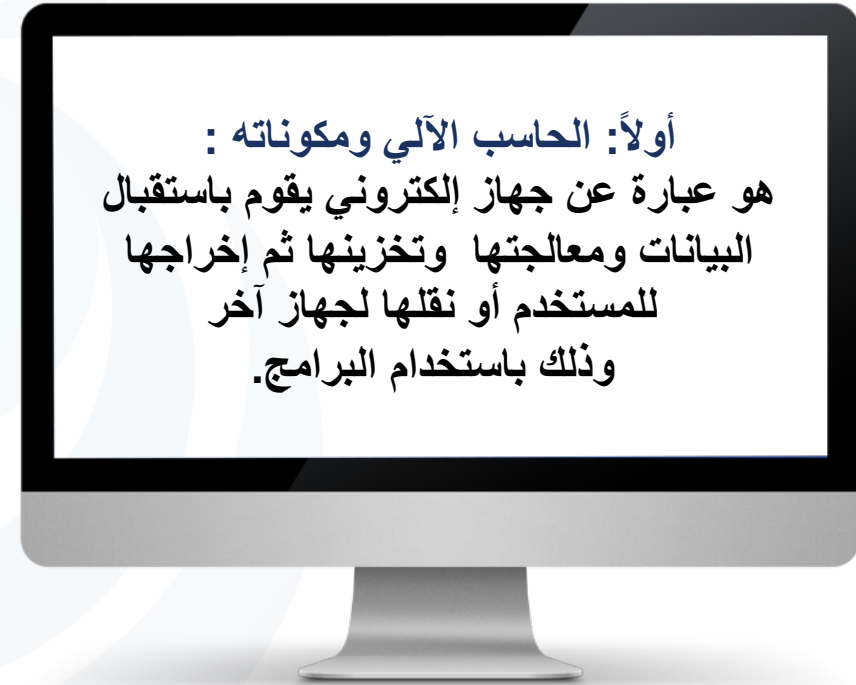 أولاً: الحاسب الآلي ومكوناته :
هو عبارة عن جهاز إلكتروني يقوم باستقبال
البيانات ومعالجتها وتخزينها ثم إخراجها
للمستخدم أو نقلها لجهاز آخر
وذلك باستخدام البرامج.